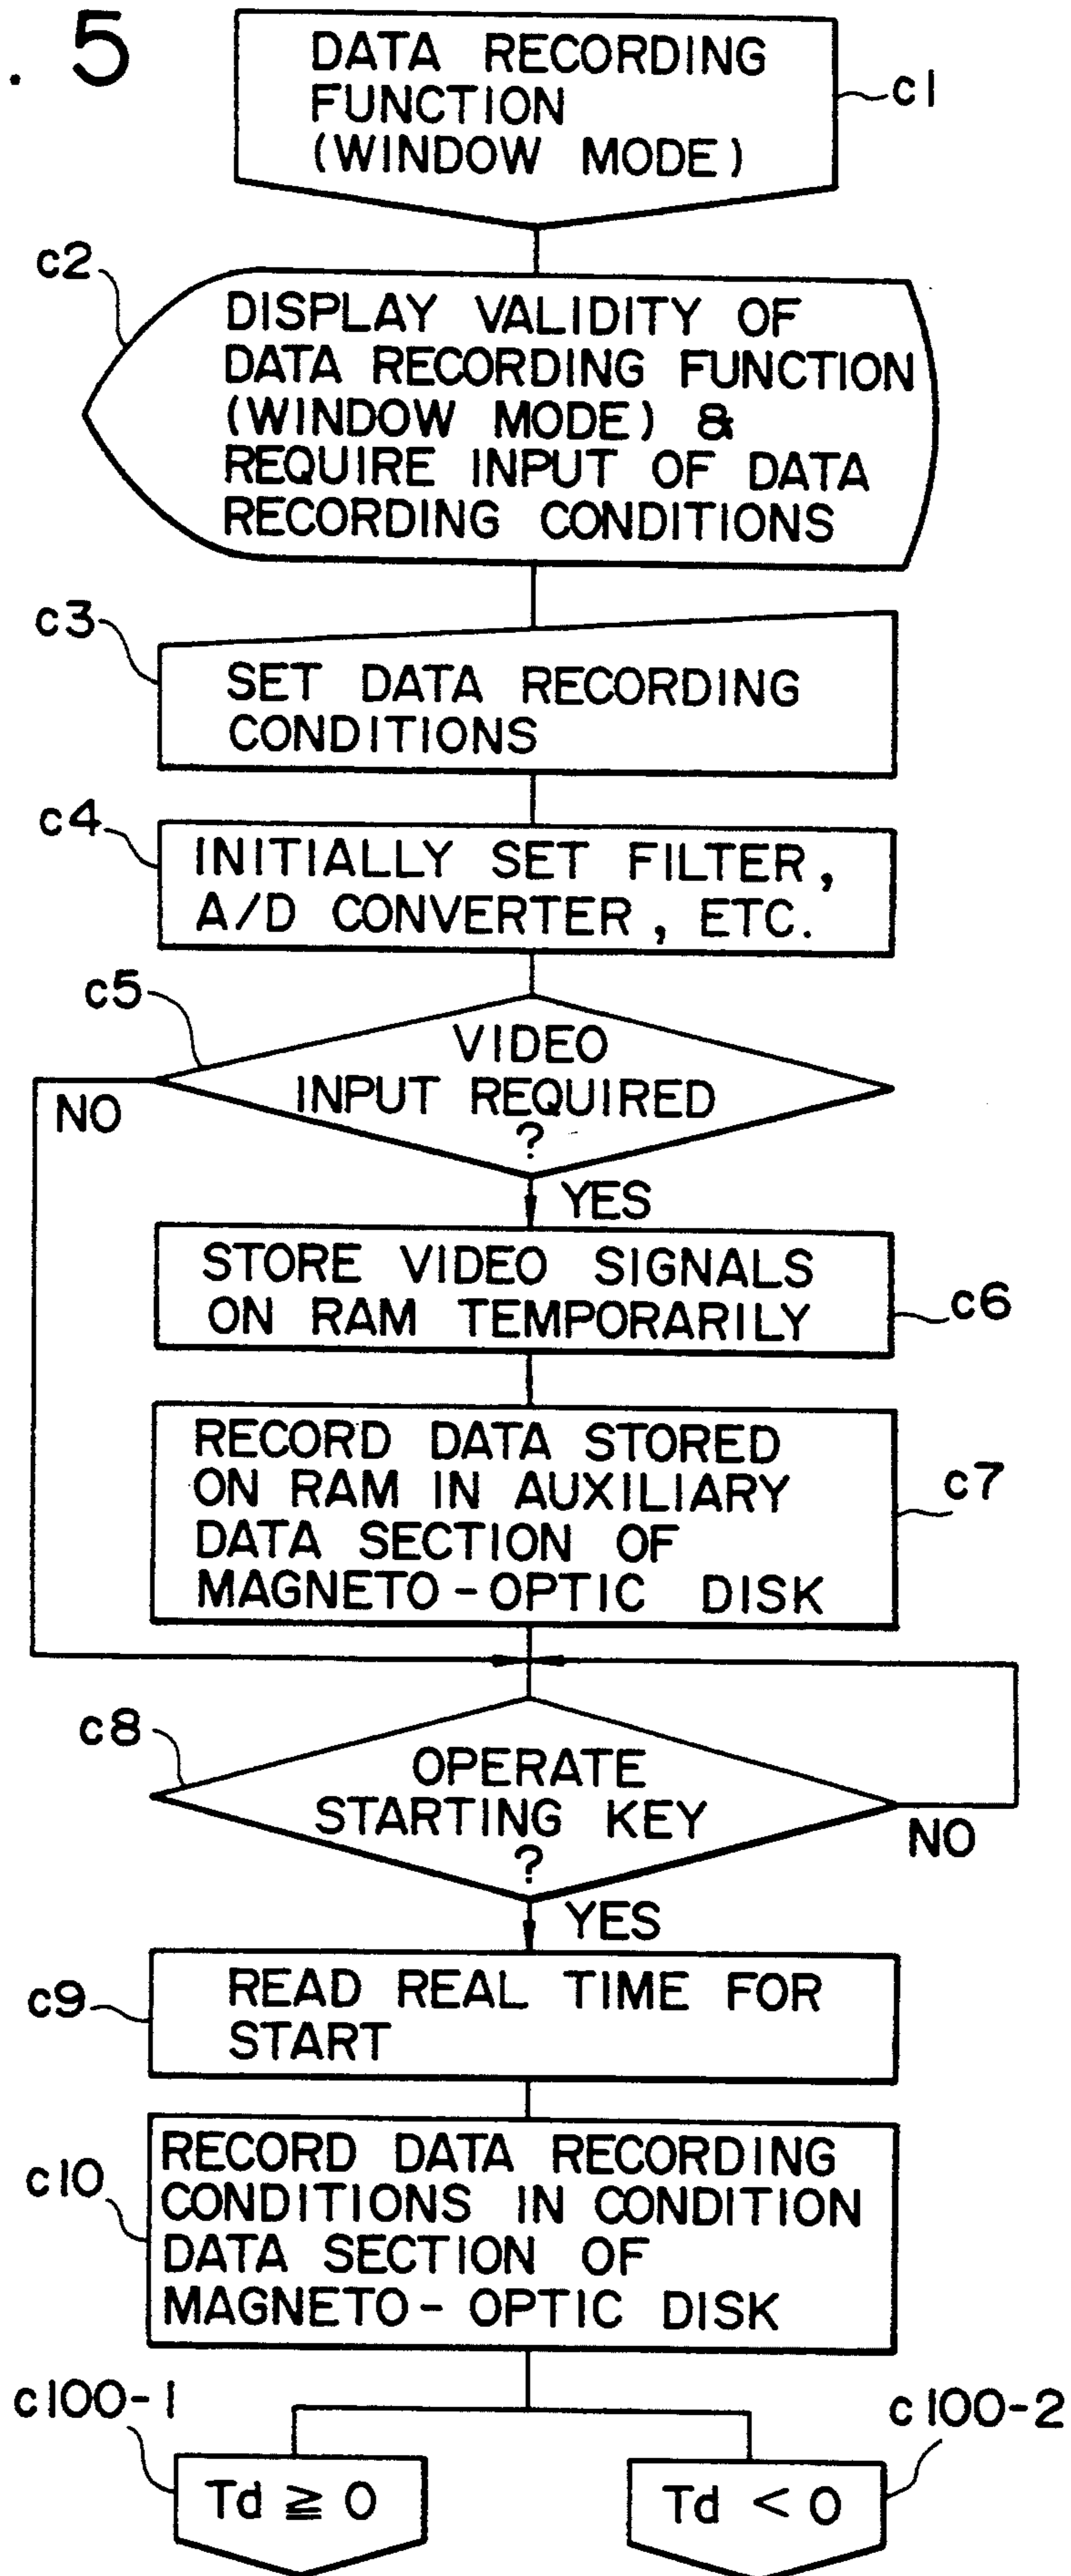 . 5
DATA RECORDING
FUNCTION
(WINDOW MODE)
c1
c2
DISPLAY VALIDITY OF
DATA RECORDING FUNCTION
(WINDOW MODE) &
REQUIRE INPUT OF DATA
RECORDING CONDITIONS
c3
SET DATA RECORDING
CONDITIONS
c4
INITIALLY SET FILTER,
A/D CONVERTER, ETC.
c5
VIDEO
INPUT REQUIRED
?
NO
YES
STORE VIDEO SIGNALS
ON RAM TEMPORARILY
c6
RECORD DATA STORED
ON RAM IN AUXILIARY
DATA SECTION OF
MAGNETO-OPTIC DISK
c7
c8
OPERATE
STARTING KEY
?
NO
YES
c9
READ REAL TIME FOR
START
c10
RECORD DATA RECORDING
CONDITIONS IN CONDITION
DATA SECTION OF
MAGNETO-OPTIC DISK
c100-1
c100-2
Td ≧ 0
Td < 0